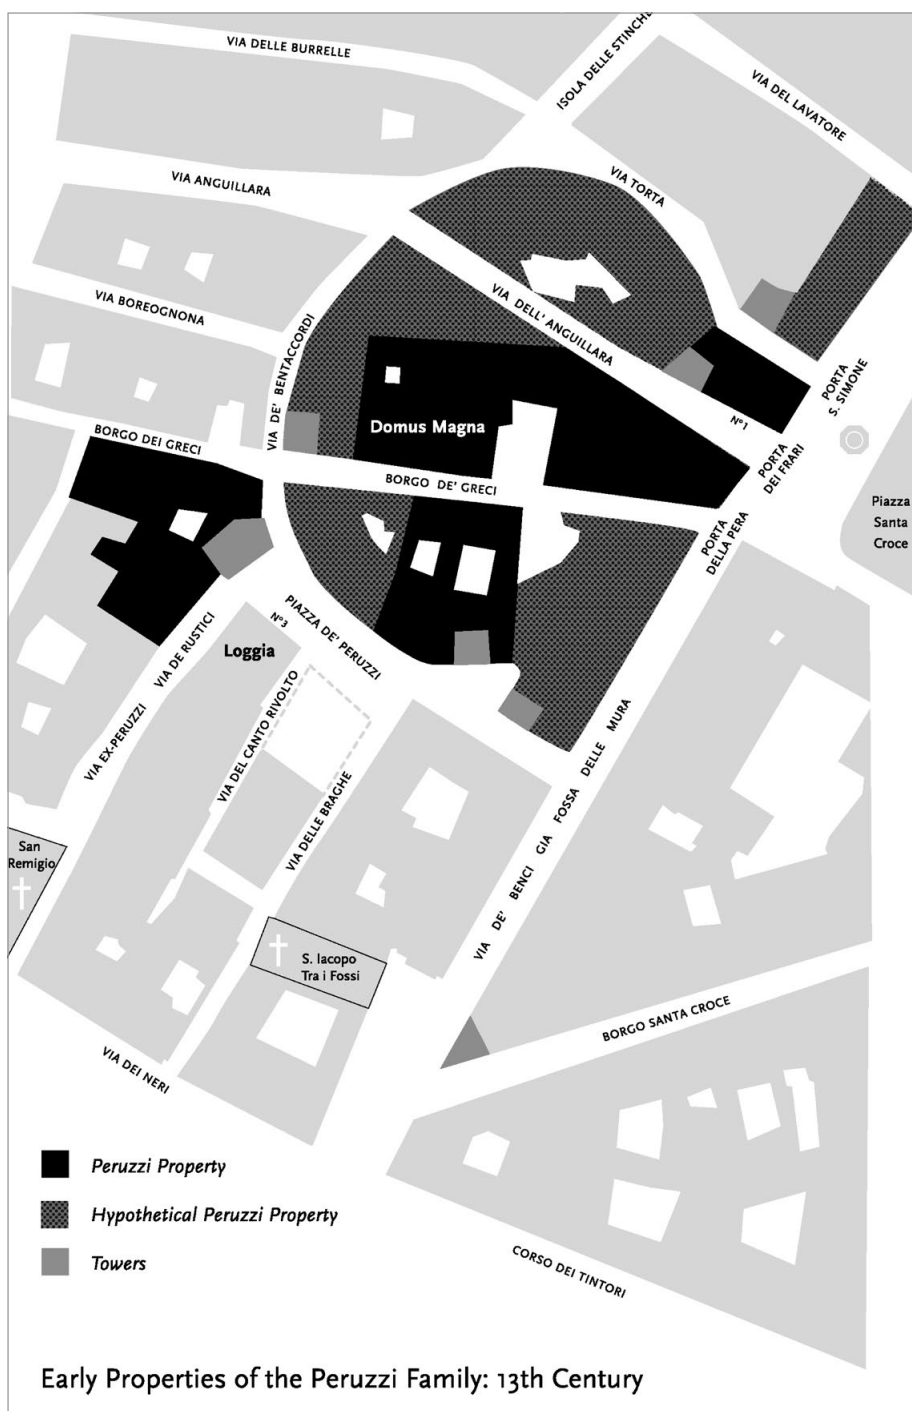 VIA DELLE BURRELLE
ISOLA DELLE STINCHE
VIA DEL LAVATORE
VIA ANGUILLARA
VIA TORTA
VIA BOREOGNONA
VIA DE' BENTACCORDI
VIA DELL' ANGUILLARA
PORTA
S. SIMONE
N°1
PORTA
DEI FRARI
Domus Magna
BORGO DEI GRECI
BORGO DE' GRECI
PORTA
DELLA PERA
Piazza
Santa
Croce
N°3
PIAZZA DE' PERUZZI
VIA DE RUSTICI
Loggia
VIA EX-PERUZZI
VIA DEL CANTO RIVOLTO
VIA DELLE BRAGHE
VIA DE' BENCI GIA FOSSA DELLE MURA
San
Remigio
S. Iacopo
Tra i Fossi
BORGO SANTA CROCE
VIA DEI NERI
CORSO DEI TINTORI
Peruzzi Property
Hypothetical Peruzzi Property
Towers
Early Properties of the Peruzzi Family: 13th Century